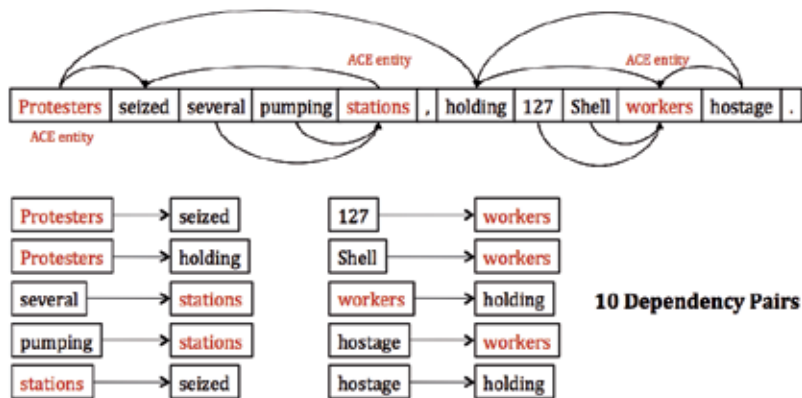 ACE entity ACE entity
Protesters seized several pumping stations , holding 127 Shell workers hostage .
ACE entity
Protesters seized
Protesters holding
several stations
pumping stations
stations seized
127 workers
Shell workers
workers holding
hostage workers
hostage holding
10 Dependency Pairs